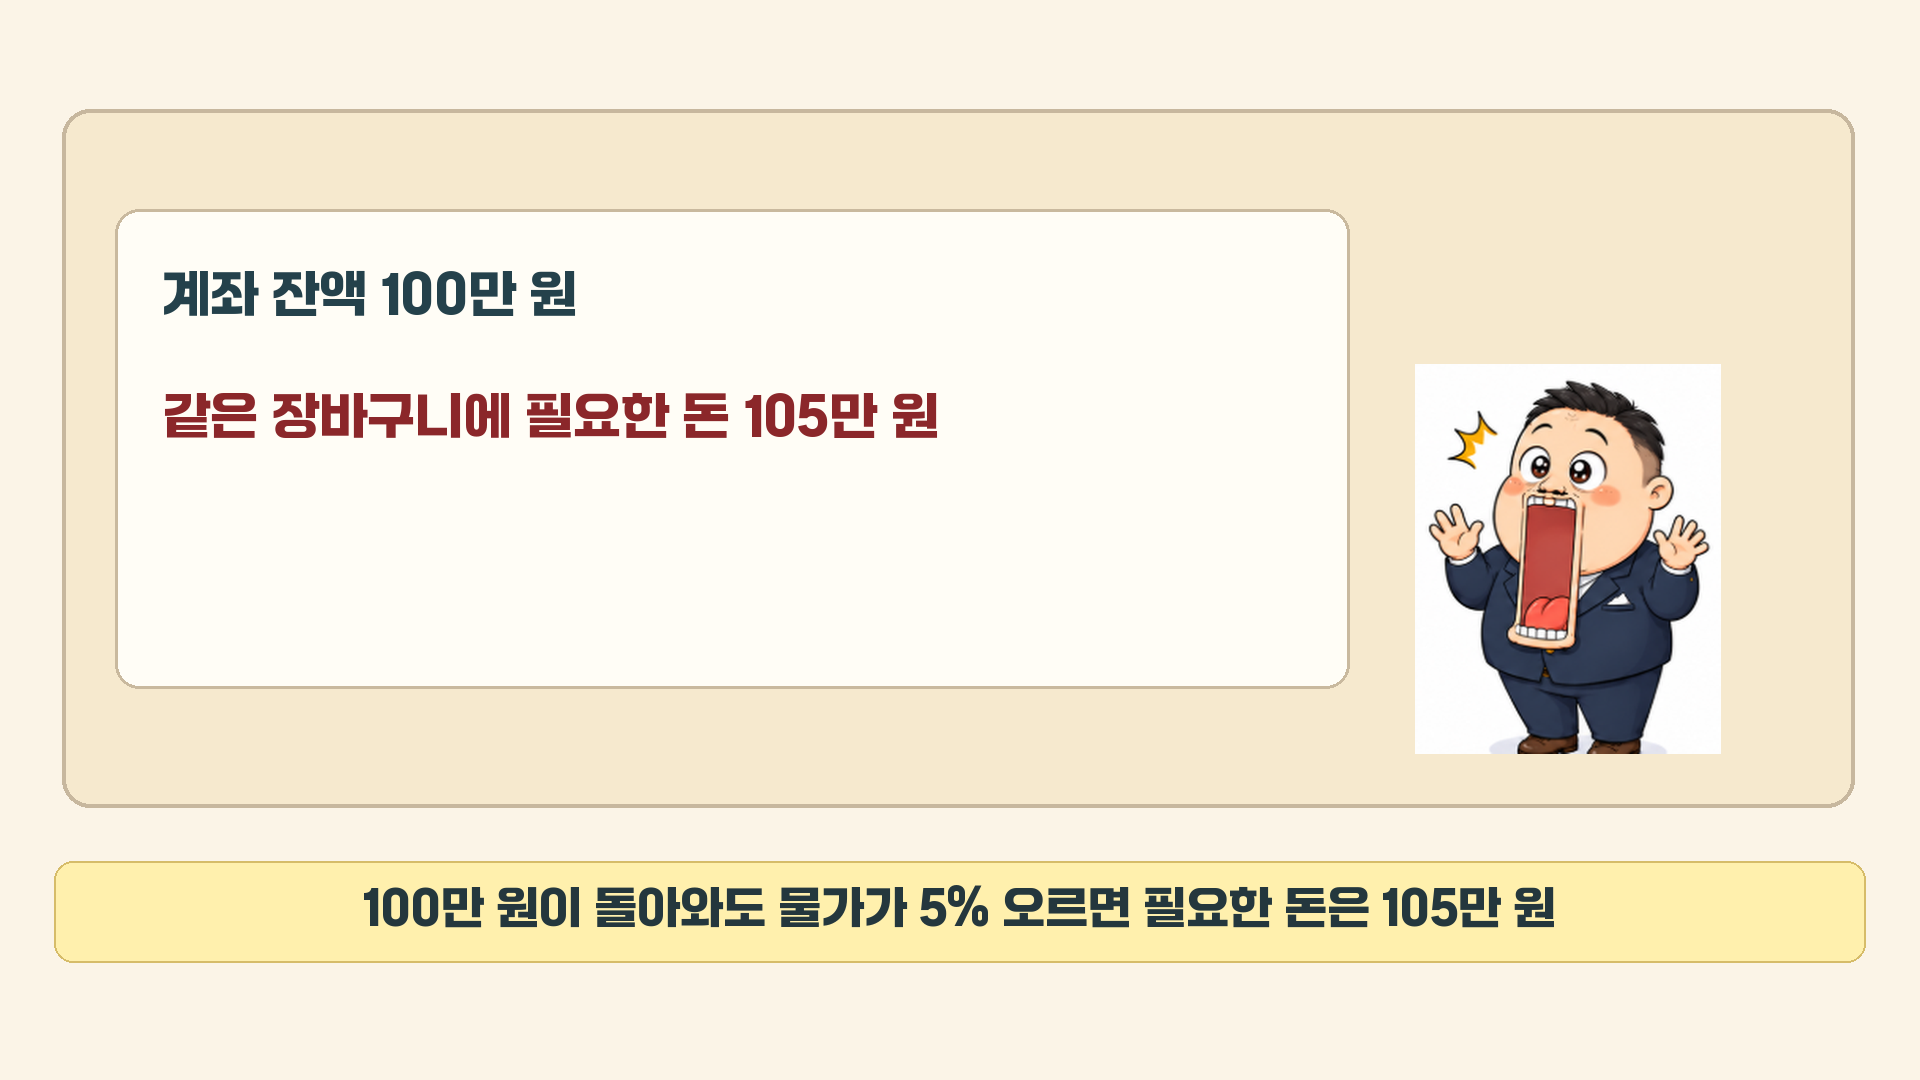 계좌 잔액 100만 원
같은 장바구니에 필요한 돈 105만 원
100만 원이 돌아와도 물가가 5% 오르면 필요한 돈은 105만 원